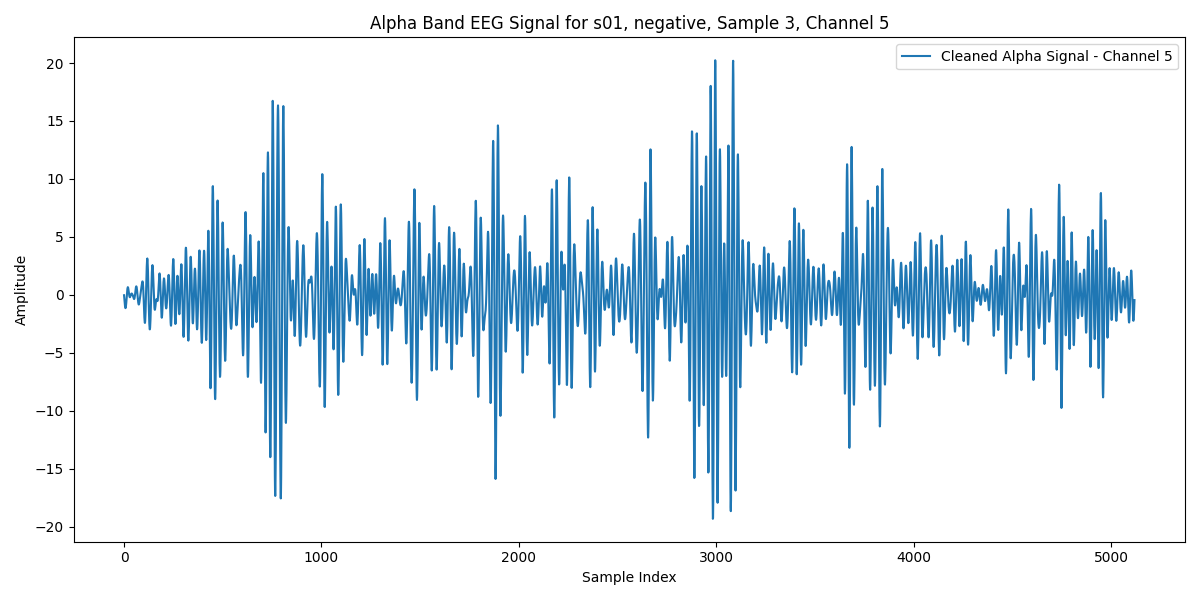 Alpha Band EEG Signal for s01, negative, Sample 3, Channel 5
Cleaned Alpha Signal - Channel 5
Amplitude
20
15
10
5
0
−5
−10
−15
−20
0 1000 2000 3000 4000 5000
Sample Index